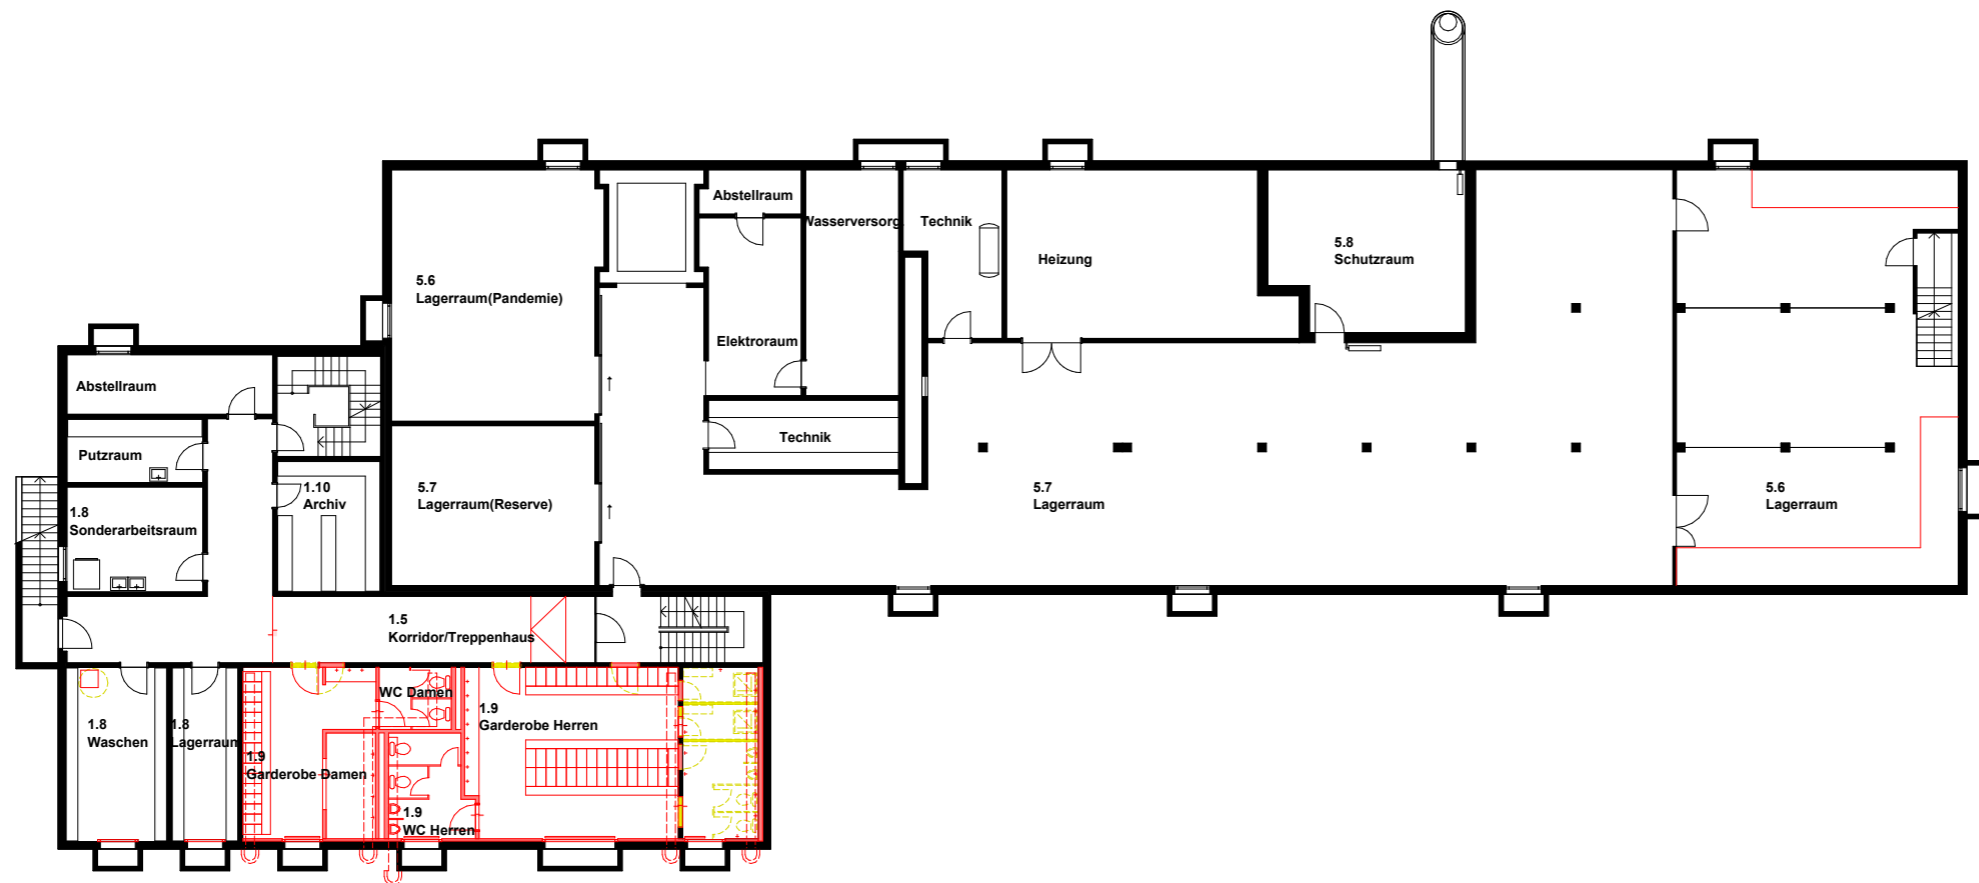 Abstellraum
Wasserversorg.
Technik
5.8
Schutzraum
Heizung
5.6
Lagerraum(Pandemie)
Elektroraum
Abstellraum
Technik
Putzraum
5.7
Lagerraum(Reserve)
1.10
Archiv
5.7
Lagerraum
5.6
Lagerraum
1.8
Sonderarbeitsraum
1.5
Korridor/Treppenhaus
WC Damen
1.9
Garderobe Herren
1.8
Waschen
1.8
Lagerraum
1.9
Garderobe Damen
1.9
WC Herren